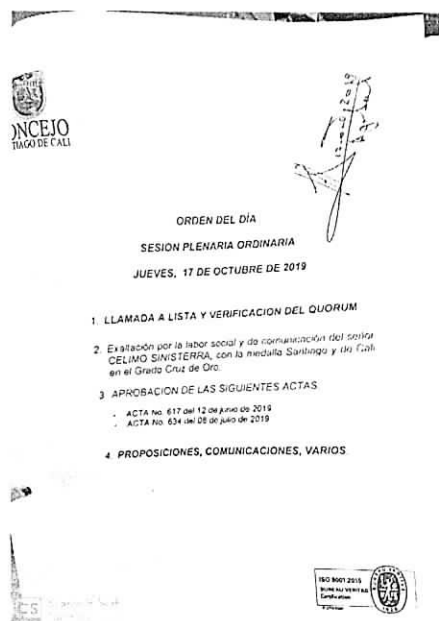 ONCEJO
TIAGO DE CALI
ORDEN DEL DÍA
SESION PLENARIA ORDINARIA
JUEVES, 17 DE OCTUBRE DE 2019
1. LLAMADA A LISTA Y VERIFICACION DEL QUORUM
2. Exaltación por la labor social y de comunicación del señor
CELIMO SINISTERRA, con la medalla Santiago y de Cali
en el Grado Cruz de Oro.
3 APROBACION DE LAS SIGUIENTES ACTAS
- ACTA No. 617 del 12 de junio de 2019
- ACTA No. 634 del 08 de julio de 2019
4. PROPOSICIONES, COMUNICACIONES, VARIOS
ISO 9001:2015
BUREAU VERITAS
Certification